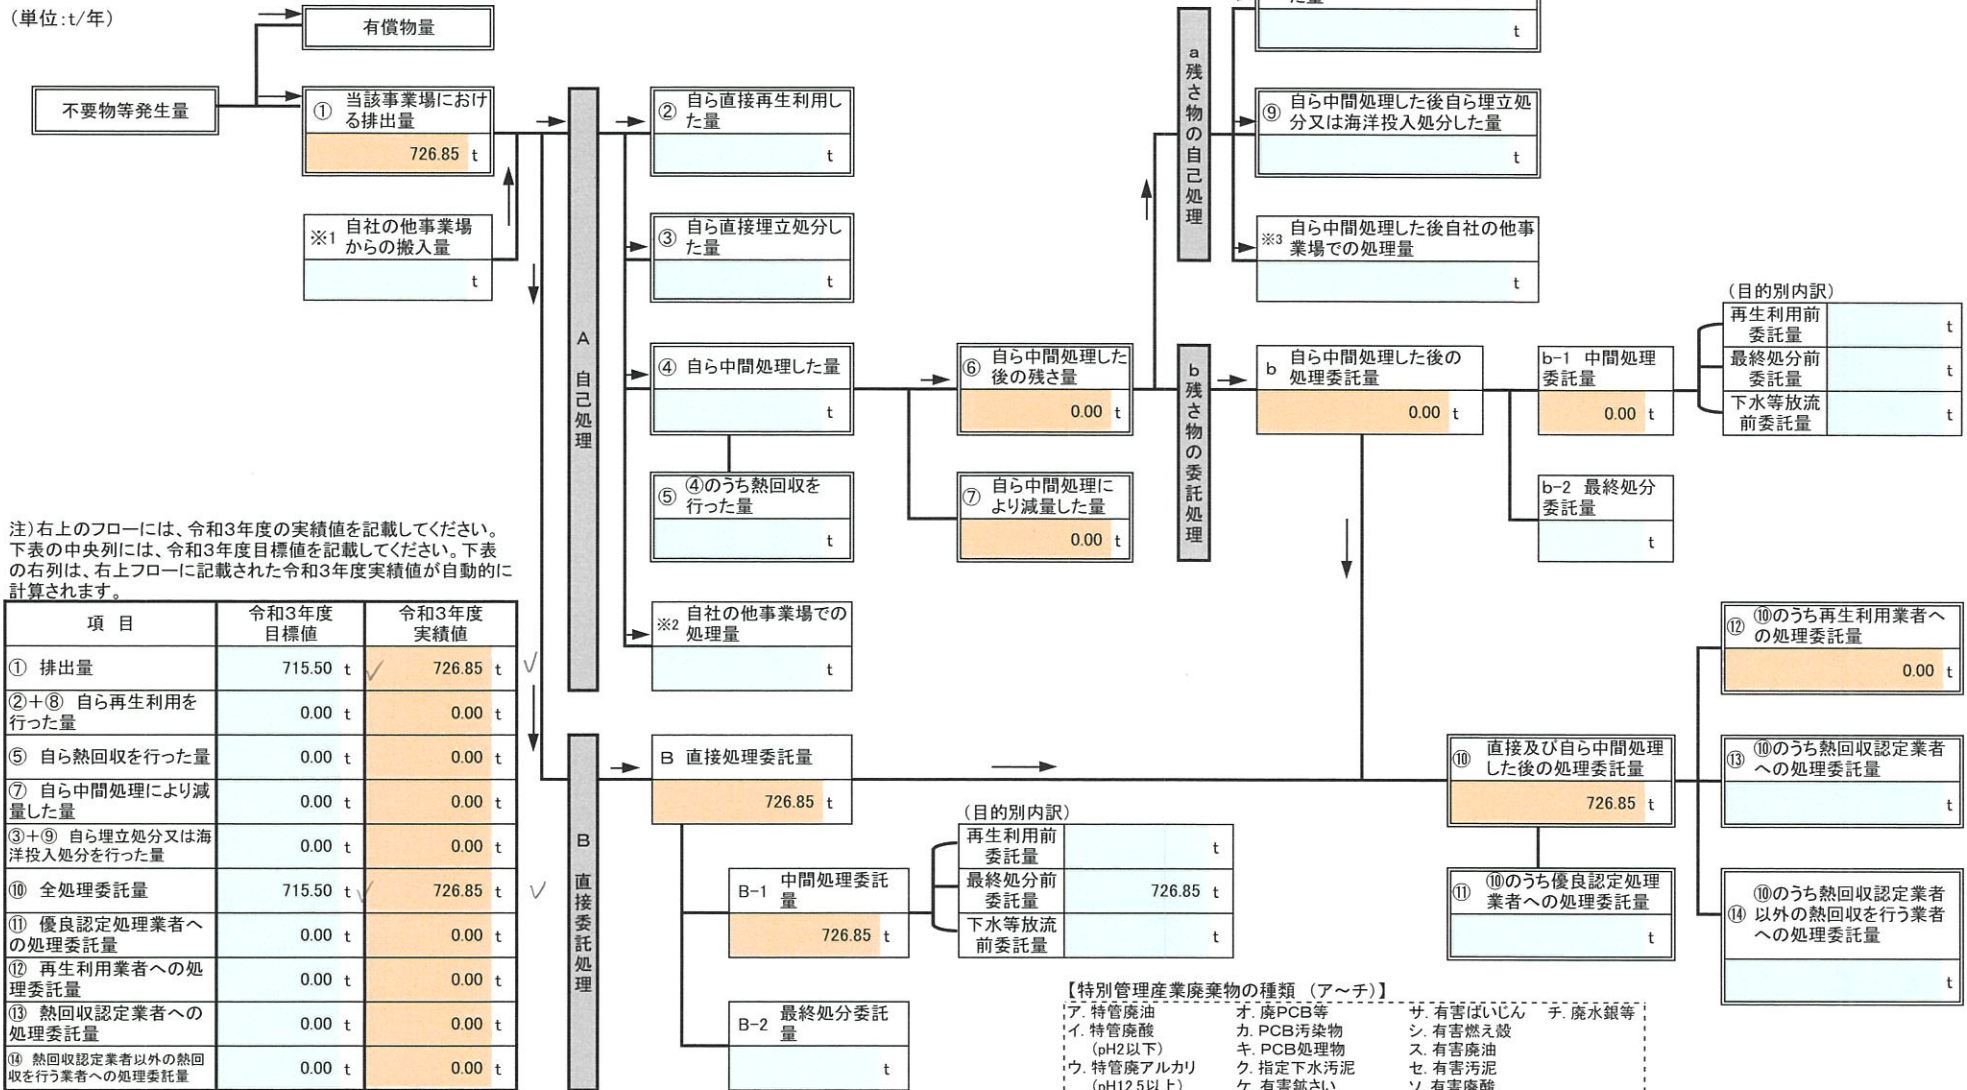 (単位:t/年)
有償物量
不要物等発生量
① 当該事業場におけ
る排出量
726.85 t
※1 自社の他事業場
からの搬入量
t
A 自己処理
② 自ら直接再生利用し
た量
t
③ 自ら直接埋立処分し
た量
t
④ 自ら中間処理した量
t
⑤ ④のうち熱回収を
行った量
t
※2 自社の他事業場での
処理量
t
⑥ 自ら中間処理した
後の残さ量
0.00 t
⑦ 自ら中間処理に
より減量した量
0.00 t
a 残さ物の自己処理
t
⑨ 自ら中間処理した後自ら埋立処
分又は海洋投入処分した量
t
※3 自ら中間処理した後自社の他事
業場での処理量
t
b 残さ物の委託処理
b 自ら中間処理した後の
処理委託量
0.00 t
b-1 中間処理
委託量
0.00 t
(目的別内訳)
再生利用前
委託量
t
最終処分前
委託量
t
下水等放流
前委託量
t
b-2 最終処分
委託量
t
注)右上のフローには、令和3年度の実績値を記載してください。
下表の中央列には、令和3年度目標値を記載してください。下表
の右列は、右上フローに記載された令和3年度実績値が自動的に
計算されます。
項 目 令和3年度 令和3年度
目標値 実績値
① 排出量 715.50 t 726.85 t
②+⑧ 自ら再生利用を
行った量 0.00 t 0.00 t
⑤ 自ら熱回収を行った量 0.00 t 0.00 t
⑦ 自ら中間処理により減
量した量 0.00 t 0.00 t
③+⑨ 自ら埋立処分又は海
洋投入処分を行った量 0.00 t 0.00 t
⑩ 全処理委託量 715.50 t 726.85 t
⑪ 優良認定処理業者へ
の処理委託量 0.00 t 0.00 t
⑫ 再生利用業者への処
理委託量 0.00 t 0.00 t
⑬ 熱回収認定業者への
処理委託量 0.00 t 0.00 t
⑭ 熱回収認定業者以外の熱回
収を行う業者への処理委託量 0.00 t 0.00 t
B 直接委託処理
B 直接処理委託量
726.85 t
B-1 中間処理委託
量
726.85 t
(目的別内訳)
再生利用前
委託量
t
最終処分前
委託量
726.85 t
下水等放流
前委託量
t
B-2 最終処分委託
量
t
⑩ 直接及び自ら中間処理
した後の処理委託量
726.85 t
⑪ ⑩のうち優良認定処理
業者への処理委託量
t
⑫ ⑩のうち再生利用業者へ
の処理委託量
0.00 t
⑬ ⑩のうち熱回収認定業者
への処理委託量
t
⑭ ⑩のうち熱回収認定業者
以外の熱回収を行う業者
への処理委託量
t
【特別管理産業廃棄物の種類 (ア~チ)】
ア. 特管廃油 オ. 廃PCB等 サ. 有害ばいじん チ. 廃水銀等
イ. 特管廃酸 カ. PCB汚染物 シ. 有害燃え殻
(pH2以下) キ. PCB処理物 ス. 有害廃油
ウ. 特管廃アルカリ ク. 指定下水汚泥 セ. 有害汚泥
(pH12.5以上) ケ. 有害鉱さい ソ. 有害廃酸